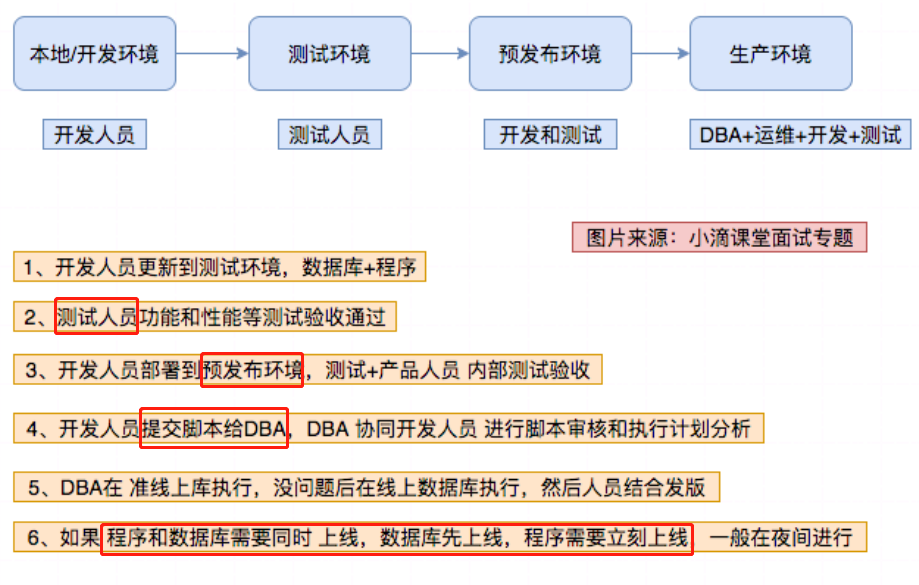 本地/开发环境
测试环境
预发布环境
生产环境
开发人员
测试人员
开发和测试
DBA+运维+开发+测试
图片来源：小滴课堂面试专题
1、开发人员更新到测试环境，数据库+程序
2、测试人员功能和性能等测试验收通过
3、开发人员部署到预发布环境，测试+产品人员 内部测试验收
4、开发人员提交脚本给DBA，DBA 协同开发人员 进行脚本审核和执行计划分析
5、DBA在 准线上库执行，没问题后在线上数据库执行，然后人员结合发版
6、如果 程序和数据库需要同时 上线，数据库先上线，程序需要立刻上线 一般在夜间进行